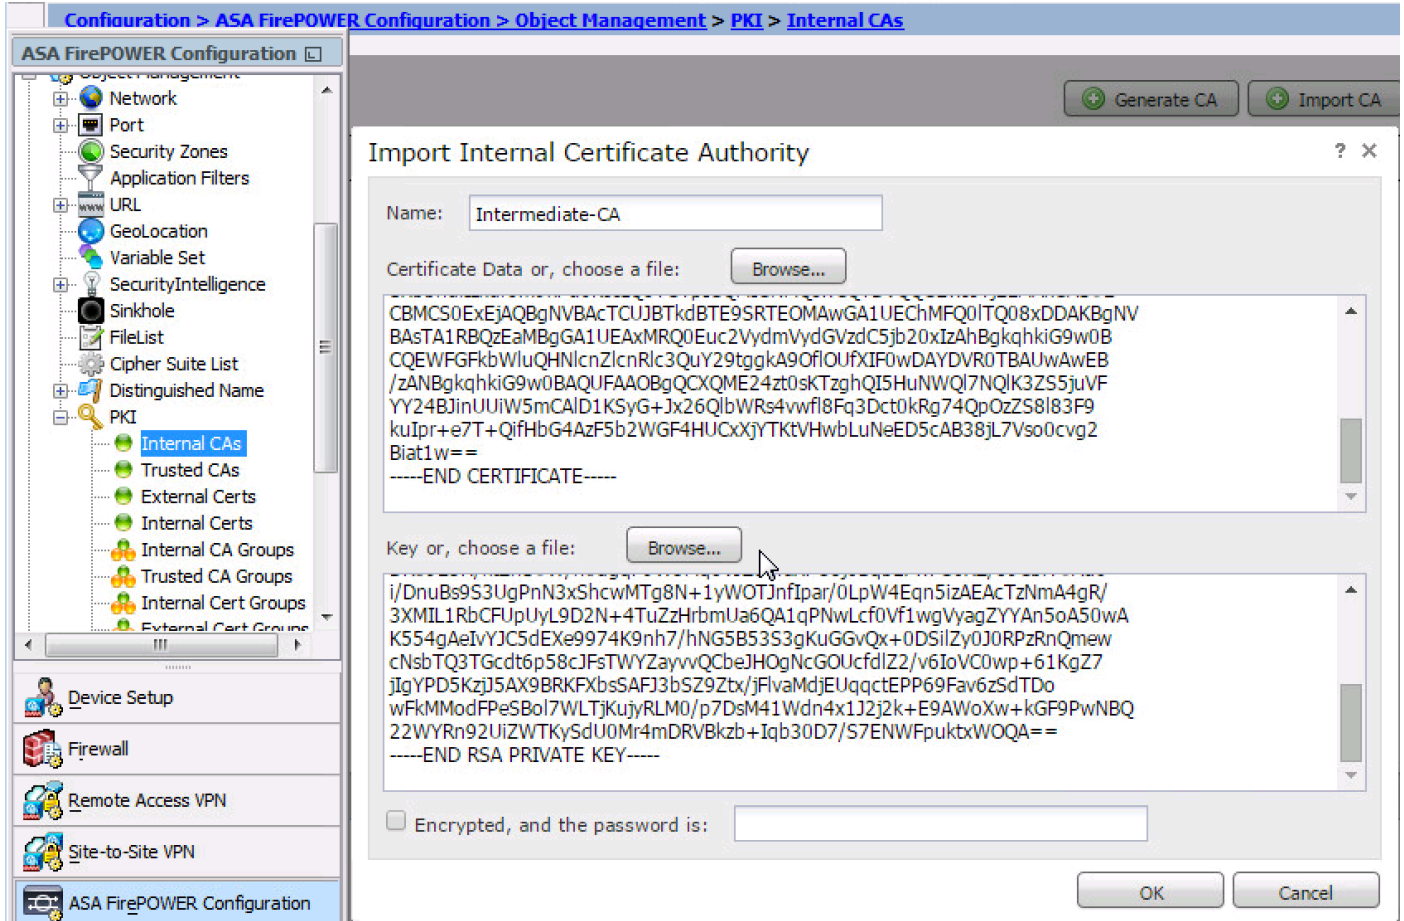 Configuration > ASA FirePOWER Configuration > Object Management > PKI > Internal CAs
ASA FirePOWER Configuration
Object Management
Network
Port
Security Zones
Application Filters
URL
GeoLocation
Variable Set
SecurityIntelligence
Sinkhole
FileList
Cipher Suite List
Distinguished Name
PKI
Internal CAs
Trusted CAs
External Certs
Internal Certs
Internal CA Groups
Trusted CA Groups
Internal Cert Groups
External Cert Groups
Device Setup
Firewall
Remote Access VPN
Site-to-Site VPN
ASA FirePOWER Configuration
Generate CA
Import CA
Import Internal Certificate Authority
? ×
Name:
Intermediate-CA
Certificate Data or, choose a file:
Browse...
CBMCS0ExEjAQBgNVBAcTCUJBTkdBTE9SRTEOMAwGA1UEChMFQ0lTQ08xDDAKBgNV
BAsTA1RBQzEaMBgGA1UEAxMRQ0Euc2VydmVydGVzdC5jb20xIzAhBgkqhkiG9w0B
CQEWFGFkbWluQHNlcnZlcnRlc3QuY29tggkA9OflOUfXIF0wDAYDVR0TBAUwAwEB
/zANBgkqhkiG9w0BAQUFAAOBgQCXQME24zt0sKTzghQI5HuNWQl7NQlK3ZS5juVF
YY24BJinUUiW5mCAlD1KSyG+Jx26QlbWRs4vwfl8Fq3Dct0kRg74QpOzZS8l83F9
kuIpr+e7T+QifHbG4AzF5b2WGF4HUCxXjYTKtVHwbLuNeED5cAB38jL7Vso0cvg2
Biat1w==
-----END CERTIFICATE-----
Key or, choose a file:
Browse...
i/DnuBs9S3UgPnN3xShcwMTg8N+1yWOTJnfIpar/0LpW4Eqn5izAEAcTzNmA4gR/
3XMIL1RbCFUpUyL9D2N+4TuZzHrbmUa6QA1qPNwLcf0Vf1wgVyagZYYAn5oA50wA
K554gAeIvYJC5dEXe9974K9nh7/hNG5B53S3gKuGGvQx+0DSilZy0J0RPzRnQmew
cNsbTQ3TGcdt6p58cJFsTWYZayvvQCbeJHOgNcGOUcfdlZ2/v6IoVC0wp+61KgZ7
jIgYPD5KzjJ5AX9BRKFXbsSAFJ3bSZ9Ztx/jFlvaMdjEUqqctEPP69Fav6zSdTDo
wFkMModFPeSBol7WLTjKujyRLM0/p7DsM41Wdn4x1J2j2k+E9AWoXw+kGF9PwNBQ
22WYRn92UiZWTKySdU0Mr4mDRVBkzb+Iqb30D7/S7ENWFpuktxWOQA==
-----END RSA PRIVATE KEY-----
Encrypted, and the password is:
OK
Cancel